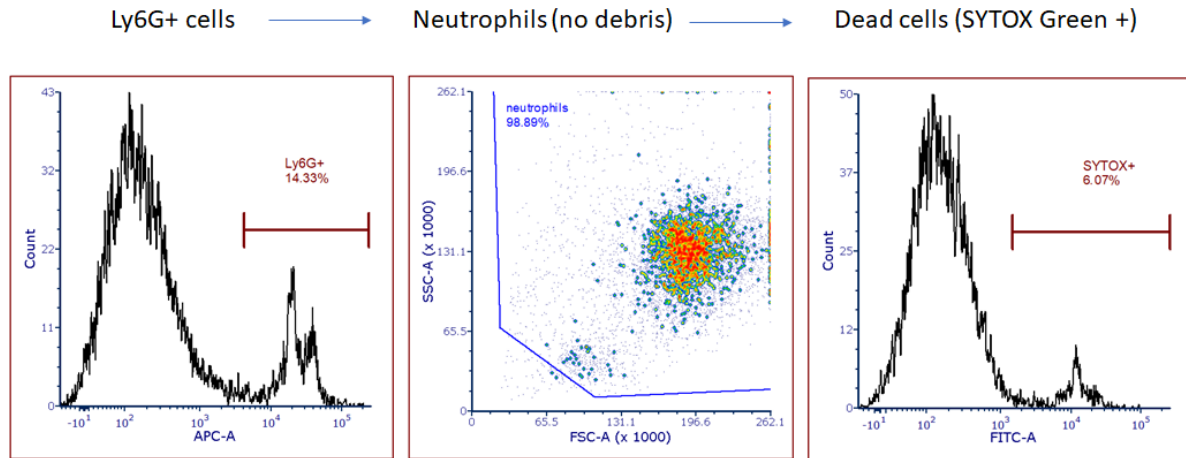 Ly6G+ cells
Neutrophils (no debris)
Dead cells (SYTOX Green +)
43
32
22
11
0
Count
Ly6G+
14.33%
-10¹
10²
10³
10⁴
10⁵
APC-A
262.1
196.6
131.1
65.5
0
SSC-A (x 1000)
neutrophils
98.89%
0
65.5
131.1
196.6
262.1
FSC-A (x 1000)
50
37
25
12
0
Count
SYTOX+
6.07%
-10¹
10²
10³
10⁴
10⁵
FITC-A